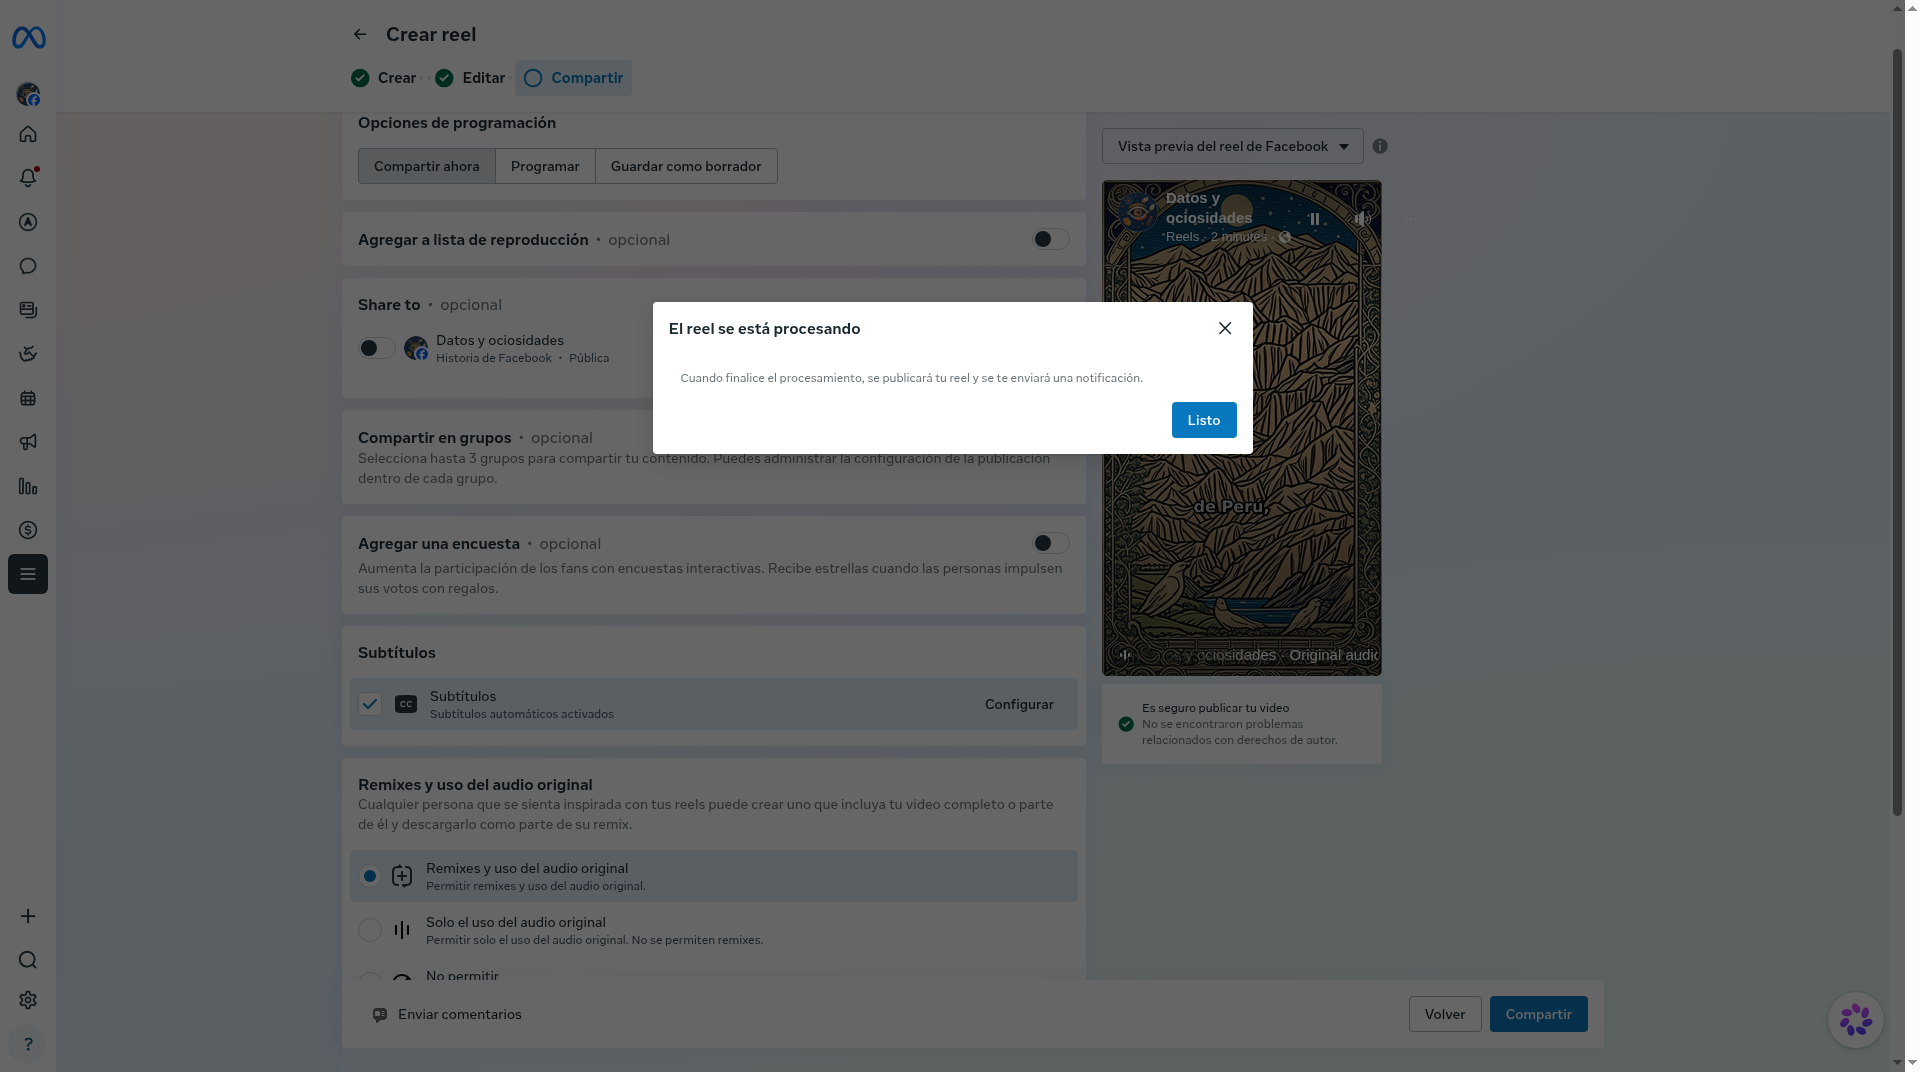 Crear reel
Crear
Editar
Compartir
Opciones de programación
Compartir ahora
Programar
Guardar como borrador
Agregar a lista de reproducción • opcional
Share to • opcional
Datos y ociosidades
Historia de Facebook • Pública
Compartir en grupos • opcional
Selecciona hasta 3 grupos para compartir tu contenido. Puedes administrar la configuración de la publicación
dentro de cada grupo.
Agregar una encuesta • opcional
Aumenta la participación de los fans con encuestas interactivas. Recibe estrellas cuando las personas impulsen
sus votos con regalos.
Subtítulos
CC
Subtítulos
Subtítulos automáticos activados
Configurar
Remixes y uso del audio original
Cualquier persona que se sienta inspirada con tus reels puede crear uno que incluya tu video completo o parte
de él y descargarlo como parte de su remix.
Remixes y uso del audio original
Permitir remixes y uso del audio original.
Solo el uso del audio original
Permitir solo el uso del audio original. No se permiten remixes.
No permitir
Enviar comentarios
Volver
Compartir
El reel se está procesando
Cuando finalice el procesamiento, se publicará tu reel y se te enviará una notificación.
Listo
Vista previa del reel de Facebook
Datos y
ociosidades
Reels · 2 minutes ·
de Perú,
y ociosidades · Original audio
Es seguro publicar tu video
No se encontraron problemas
relacionados con derechos de autor.
?